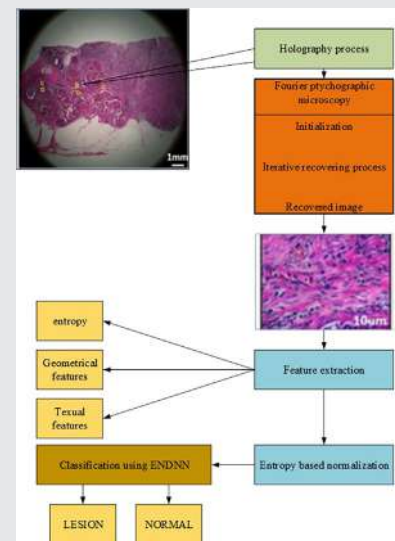 1mm
Holography process
Fourier ptychographic
microscopy
Initialization
Iterative recovering process
Recovered image
10um
entropy
Geometrical
features
Texual
features
Feature extraction
Classification using ENDNN
Entropy based normalization
LESION
NORMAL